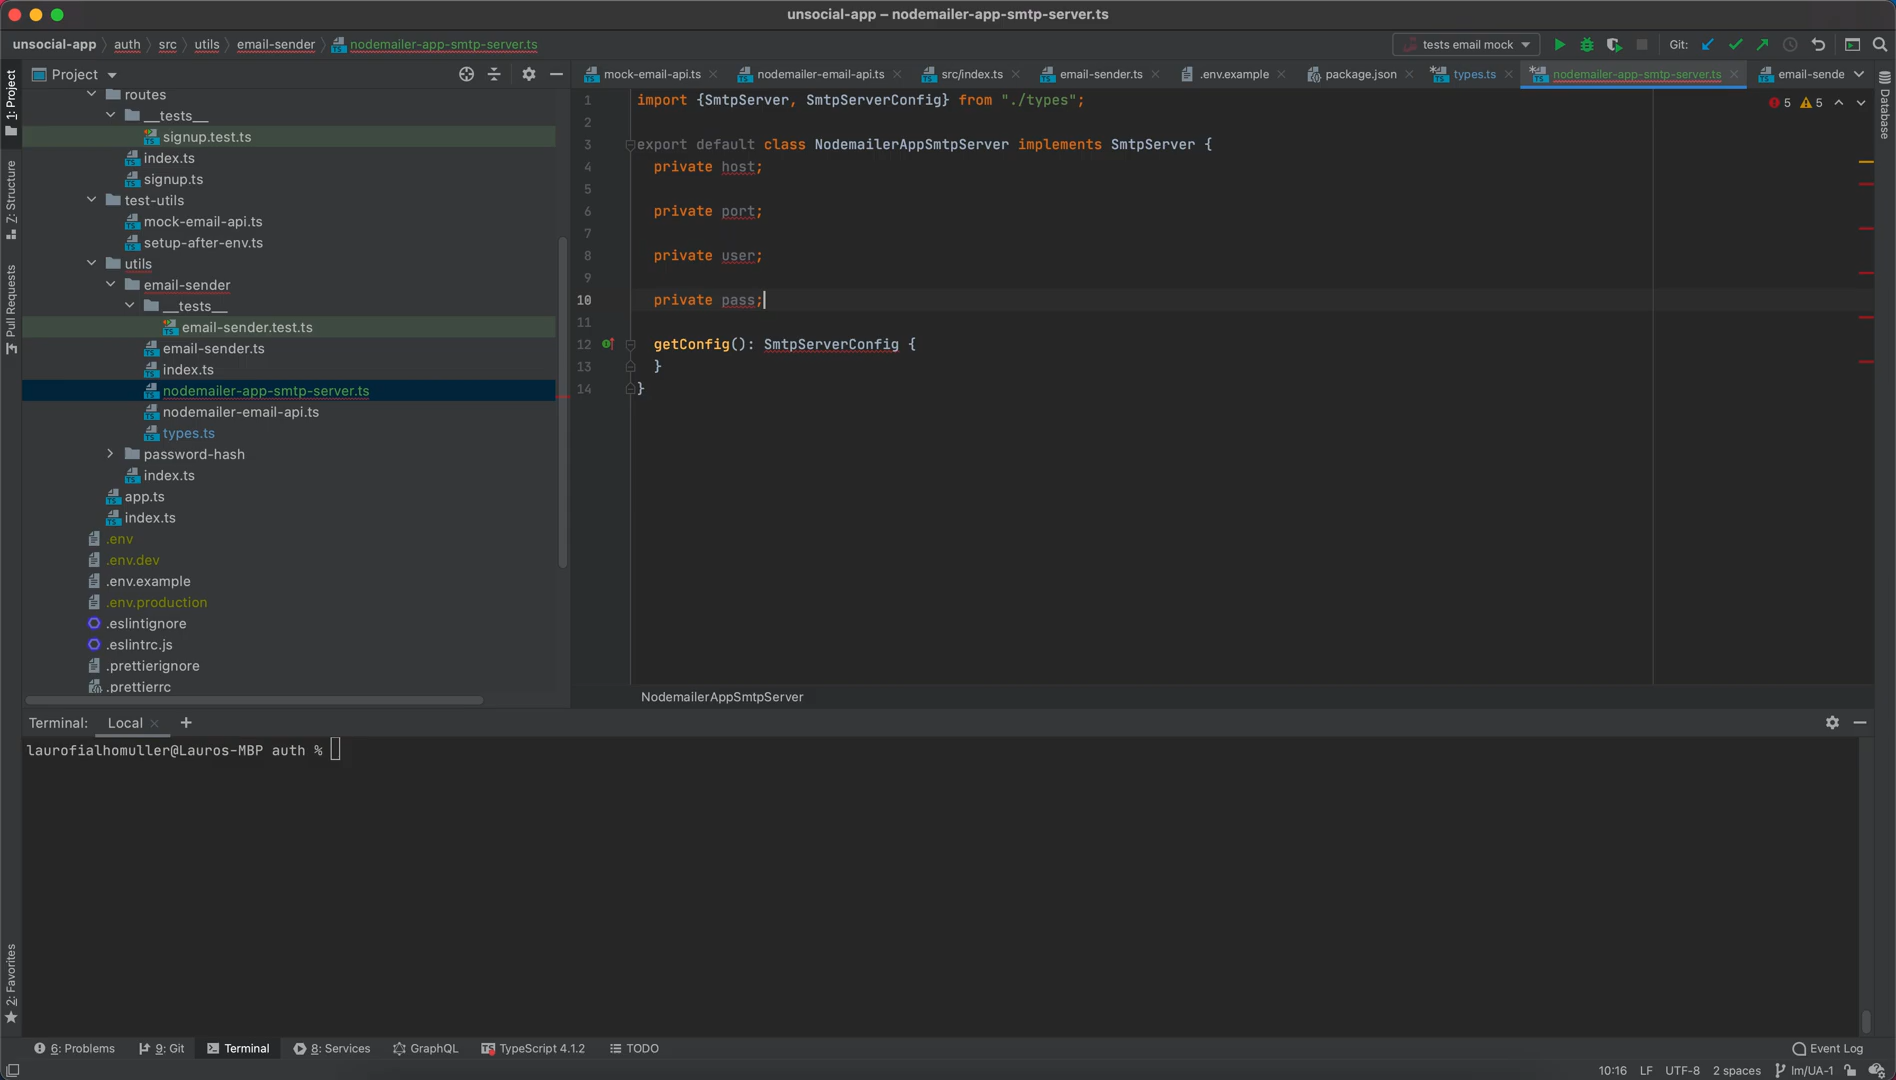 unsocial-app – nodemailer-app-smtp-server.ts
unsocial-app
auth
src
utils
email-sender
nodemailer-app-smtp-server.ts
tests email mock
Git:
1: Project
Z: Structure
Pull Requests
2: Favorites
Project
routes
__tests__
signup.test.ts
index.ts
signup.ts
test-utils
mock-email-api.ts
setup-after-env.ts
utils
email-sender
__tests__
email-sender.test.ts
email-sender.ts
index.ts
nodemailer-app-smtp-server.ts
nodemailer-email-api.ts
types.ts
password-hash
index.ts
app.ts
index.ts
.env
.env.dev
.env.example
.env.production
.eslintignore
.eslintrc.js
.prettierignore
.prettierrc
mock-email-api.ts
nodemailer-email-api.ts
src/index.ts
email-sender.ts
.env.example
package.json
types.ts
nodemailer-app-smtp-server.ts
email-sende
Database
5
5
1 import {SmtpServer, SmtpServerConfig} from "./types";
2
3 export default class NodemailerAppSmtpServer implements SmtpServer {
4 private host;
5
6 private port;
7
8 private user;
9
10 private pass;
11
12 getConfig(): SmtpServerConfig {
13 }
14 }
NodemailerAppSmtpServer
Terminal:
Local
laurofialhomuller@Lauros-MBP auth %
6: Problems
9: Git
Terminal
8: Services
GraphQL
TypeScript 4.1.2
TODO
Event Log
10:16
LF
UTF-8
2 spaces
lm/UA-1